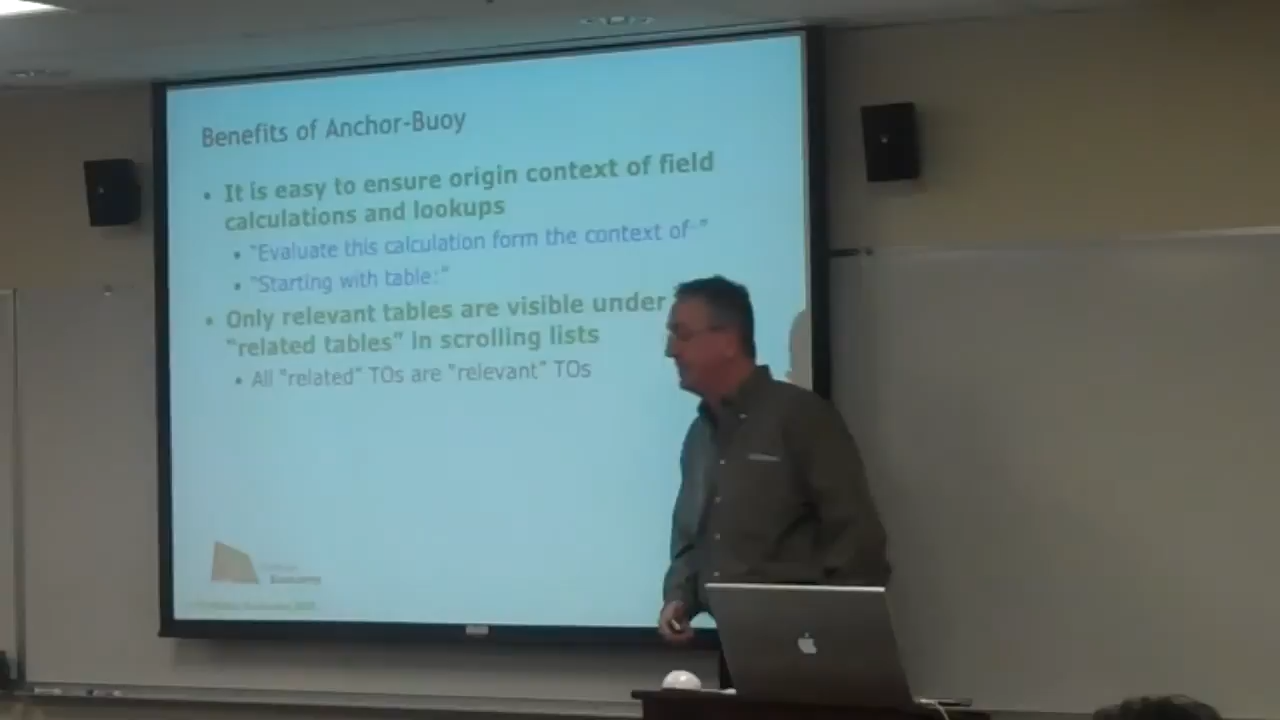 Benefits of Anchor-Buoy
• It is easy to ensure origin context of field
calculations and lookups
• "Evaluate this calculation form the context of "
• "Starting with table:"
• Only relevant tables are visible under
"related tables" in scrolling lists
• All "related" TOs are "relevant" TOs